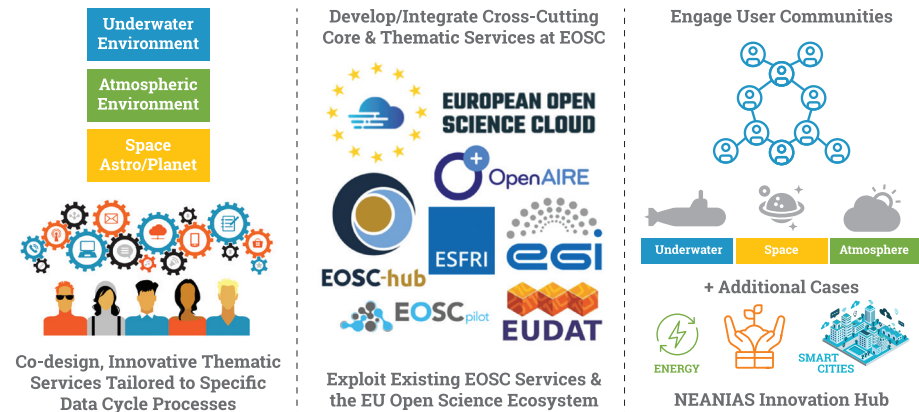 Underwater
Environment
Atmospheric
Environment
Space
Astro/Planet
Co-design, Innovative Thematic
Services Tailored to Specific
Data Cycle Processes
Develop/Integrate Cross-Cutting
Core & Thematic Services at EOSC
EUROPEAN OPEN
SCIENCE CLOUD
OpenAIRE
EOSC-hub
ESFRI
eGI
EOSCpilot
EUDAT
Exploit Existing EOSC Services &
the EU Open Science Ecosystem
Engage User Communities
Underwater
Space
Atmosphere
+ Additional Cases
ENERGY
SMART
CITIES
NEANIAS Innovation Hub